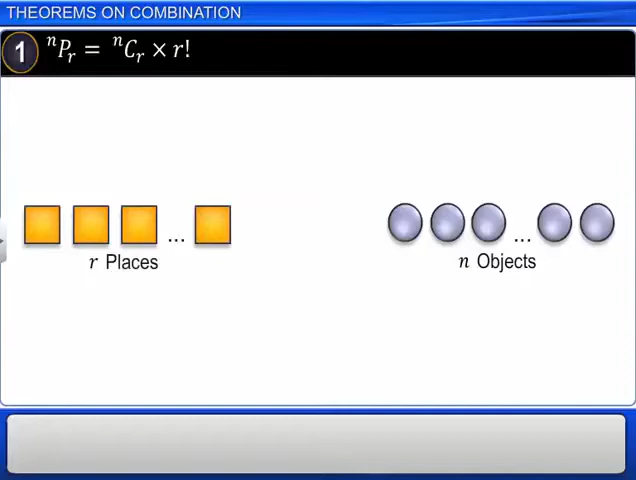 THEOREMS ON COMBINATION
1 ⁿPᵣ = ⁿCᵣ × r!
... ...
r Places n Objects